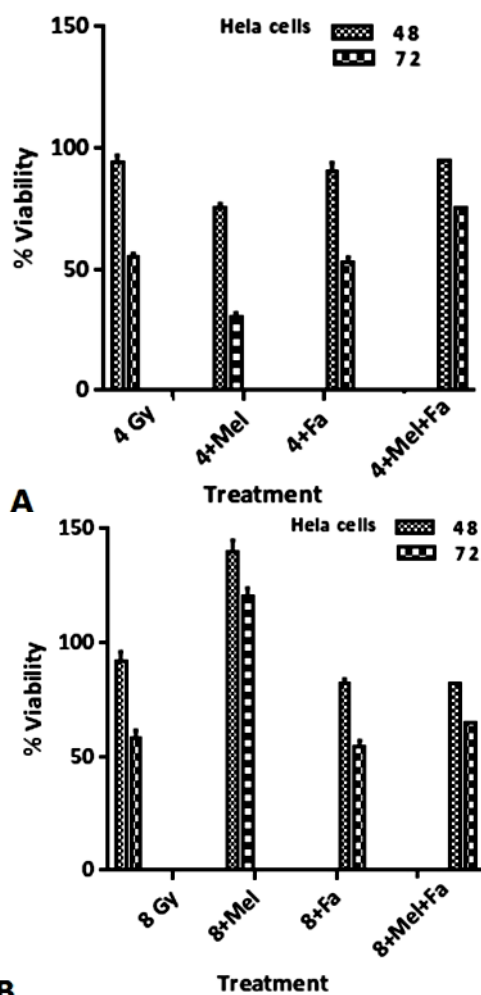 150
Hela cells
48
72
100
50
0
% Viability
4 Gy
4+Mel
4+Fa
4+Mel+Fa
Treatment
A
150
Hela cells
48
72
100
50
0
% Viability
8 Gy
8+Mel
8+Fa
8+Mel+Fa
Treatment
B